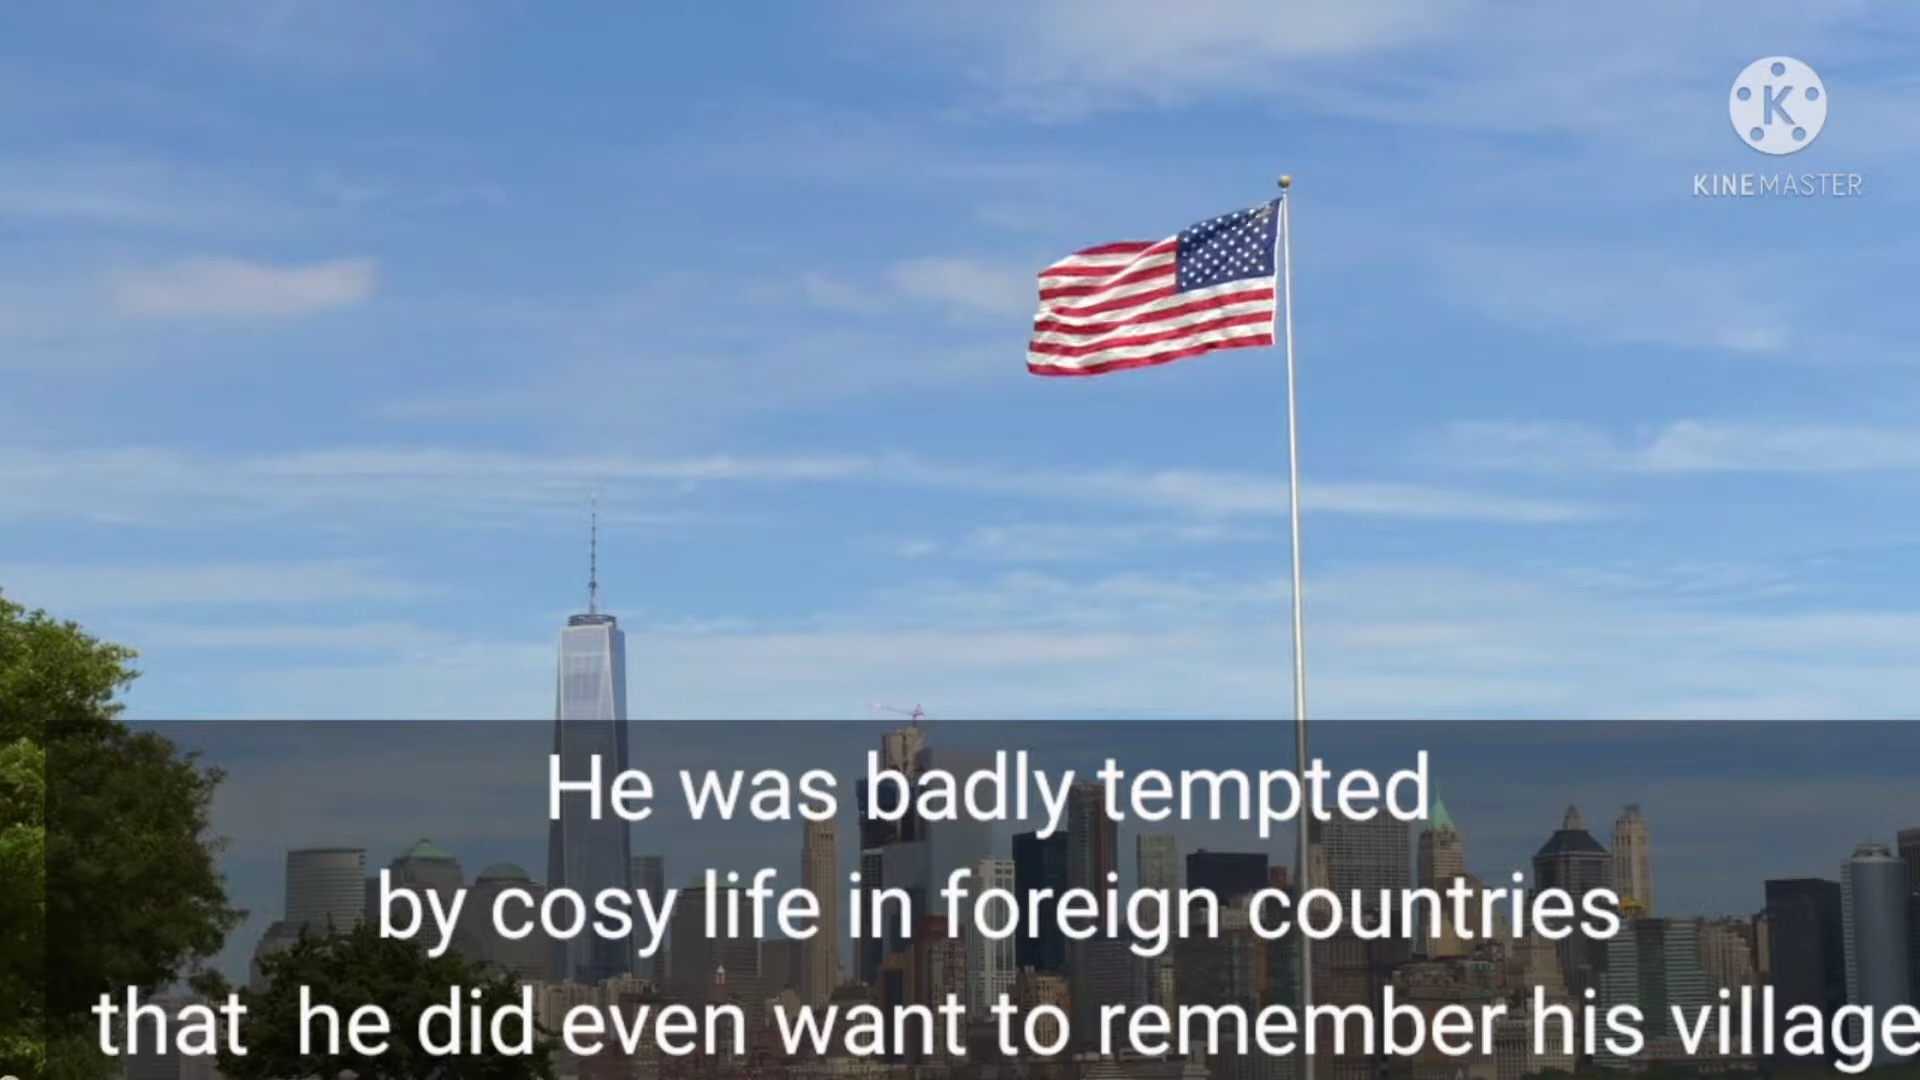 K
KINEMASTER
He was badly tempted
by cosy life in foreign countries
that he did even want to remember his village